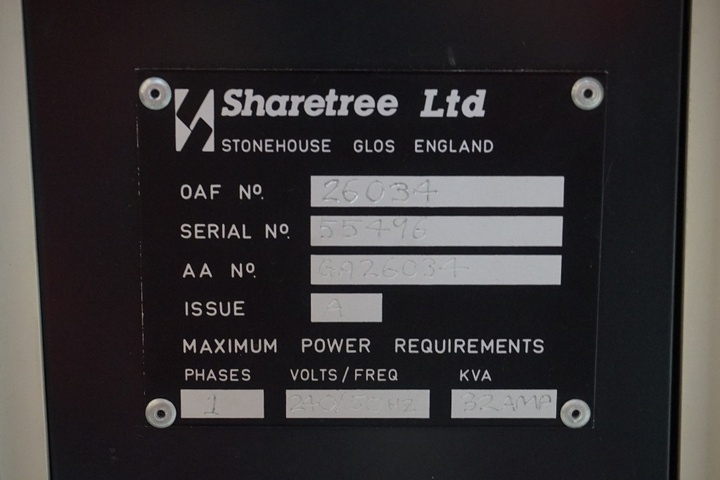 Sharetree Ltd
STONEHOUSE GLOS ENGLAND
OAF Nº. 26034
SERIAL Nº. 55496
AA Nº. GA26034
ISSUE A
MAXIMUM POWER REQUIREMENTS
PHASES VOLTS/FREQ KVA
1 240/50HZ 32AMP